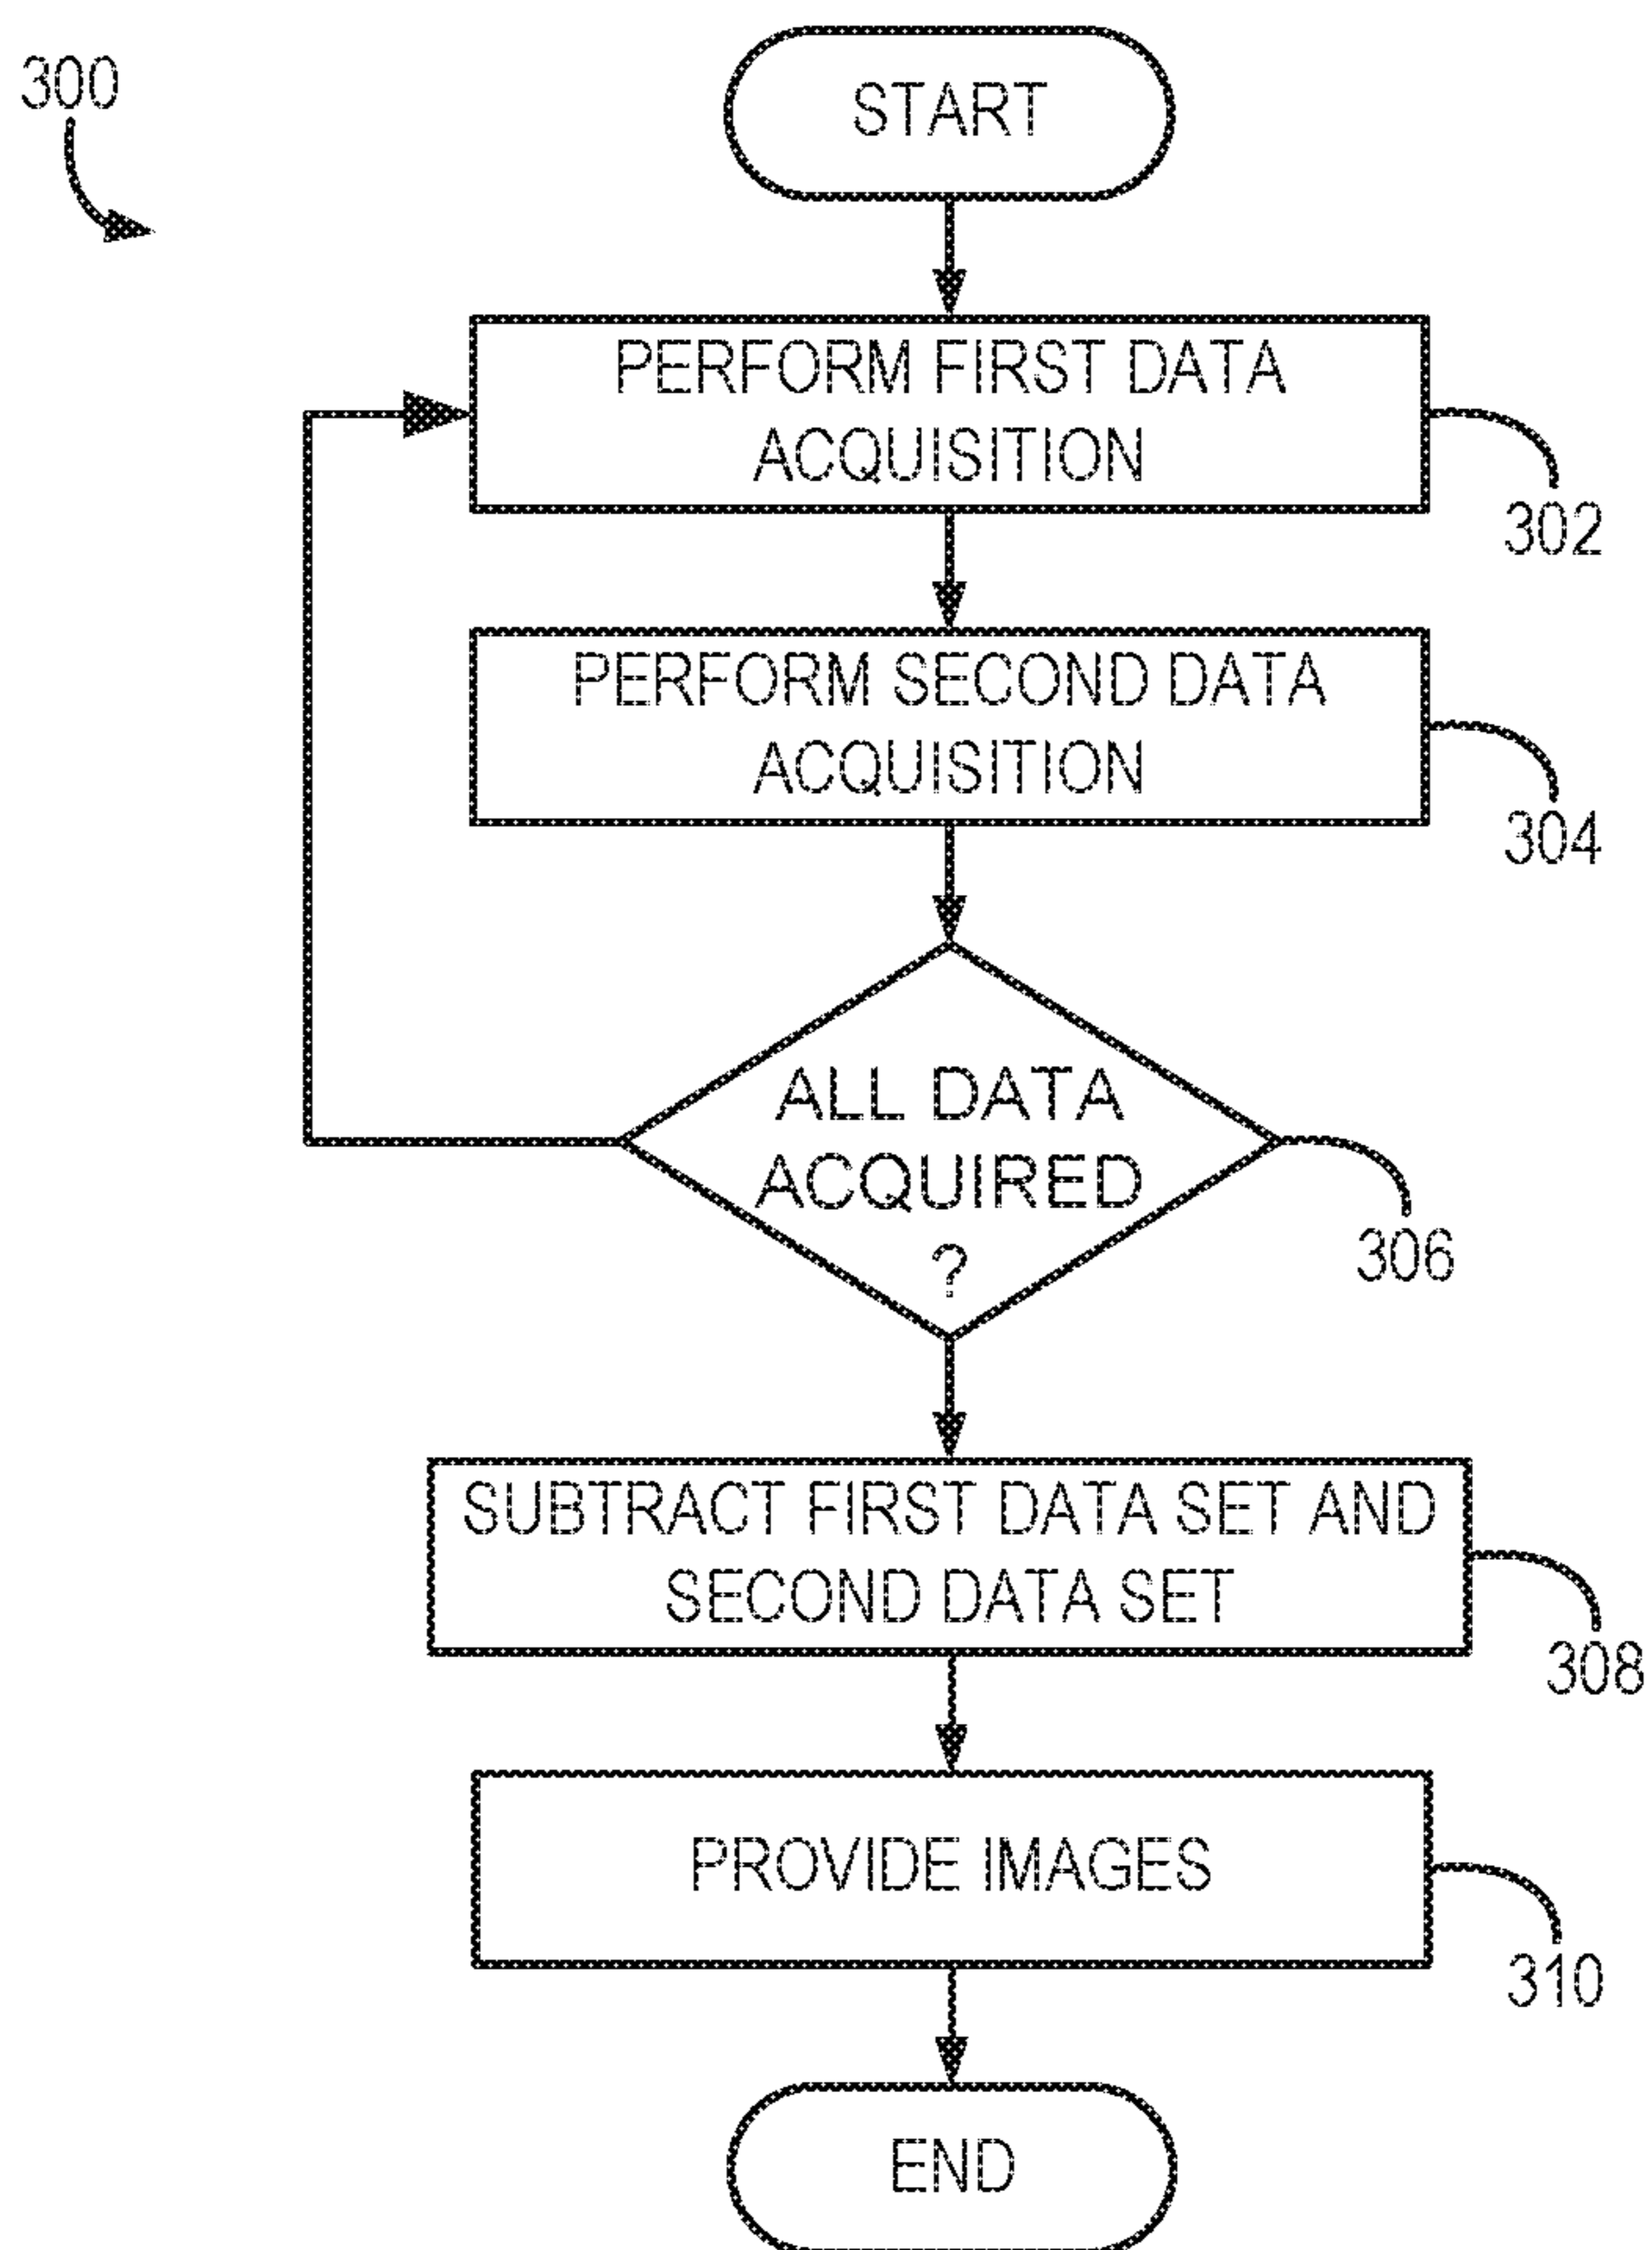 300
START
PERFORM FIRST DATA
ACQUISITION
302
PERFORM SECOND DATA
ACQUISITION
304
ALL DATA
ACQUIRED
?
306
SUBTRACT FIRST DATA SET AND
SECOND DATA SET
308
PROVIDE IMAGES
310
END